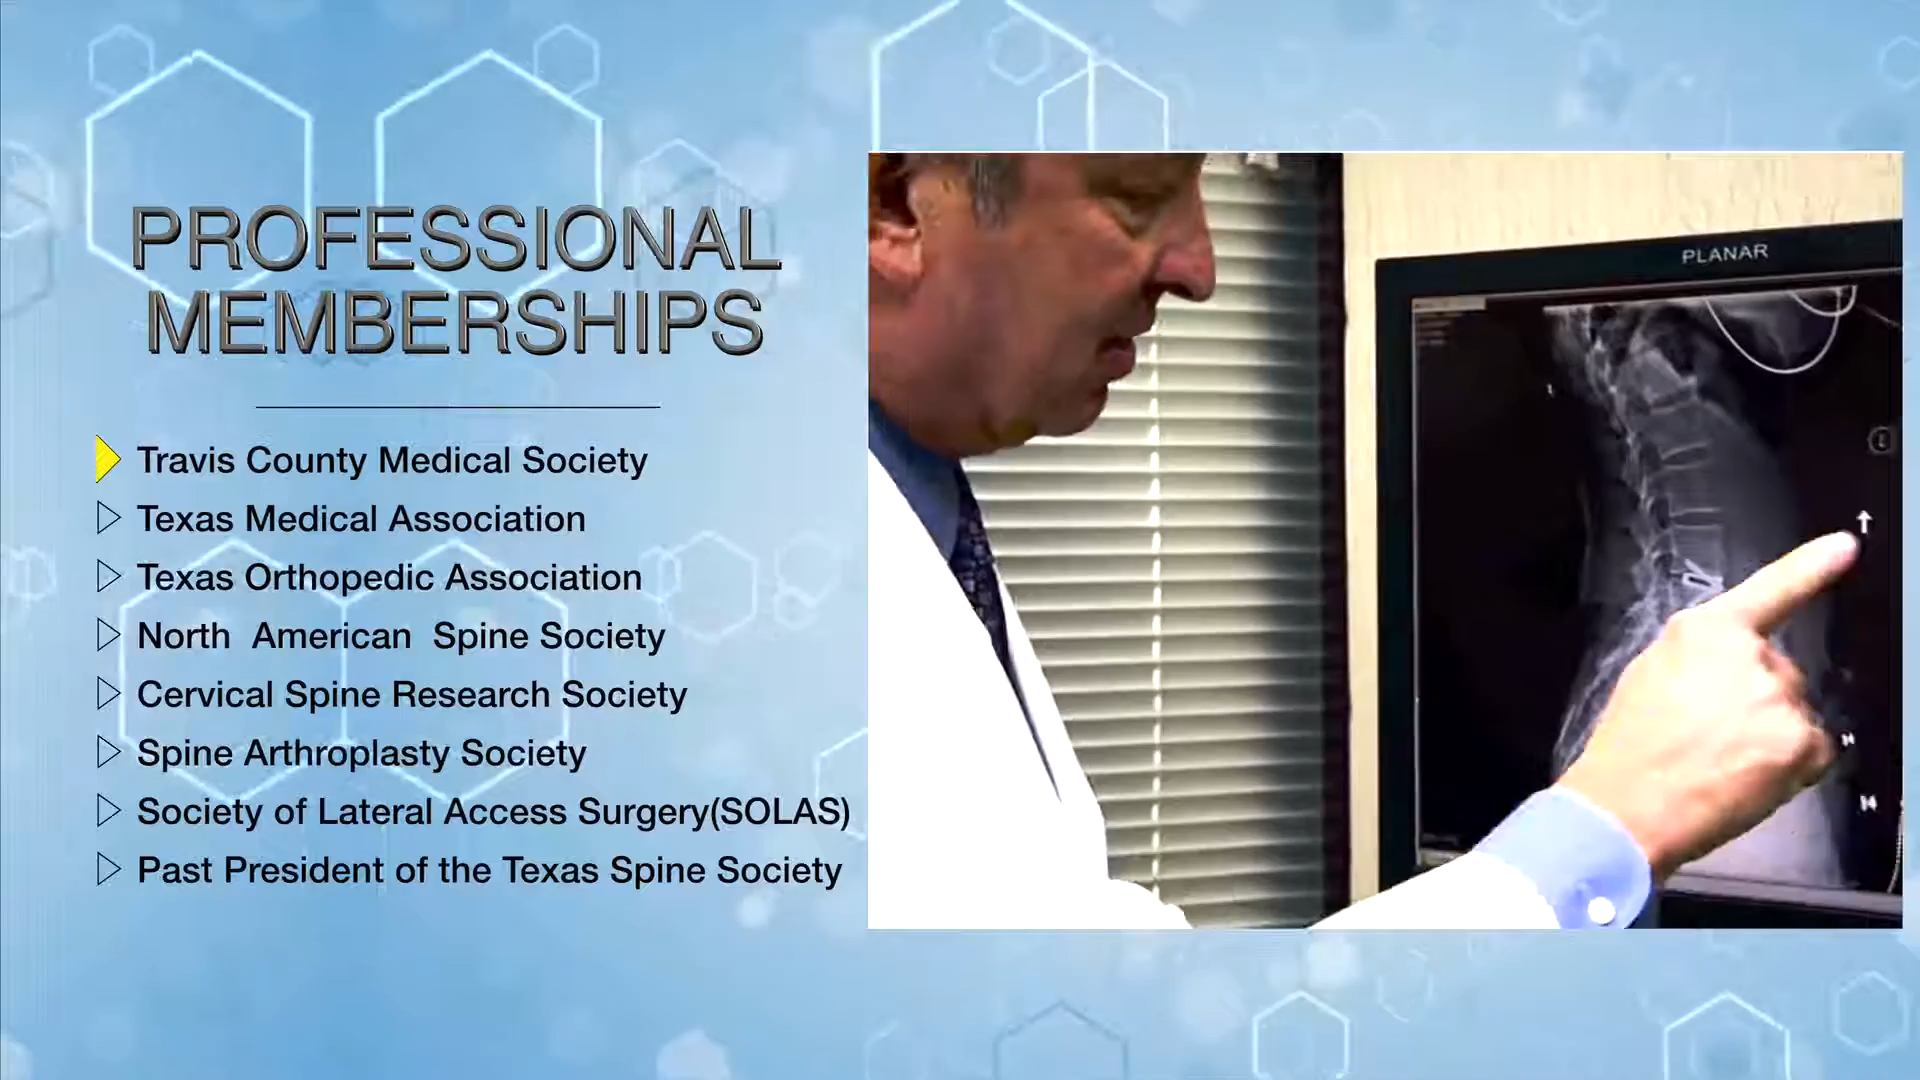 PROFESSIONAL
MEMBERSHIPS
Travis County Medical Society
Texas Medical Association
Texas Orthopedic Association
North American Spine Society
Cervical Spine Research Society
Spine Arthroplasty Society
Society of Lateral Access Surgery(SOLAS)
Past President of the Texas Spine Society
PLANAR